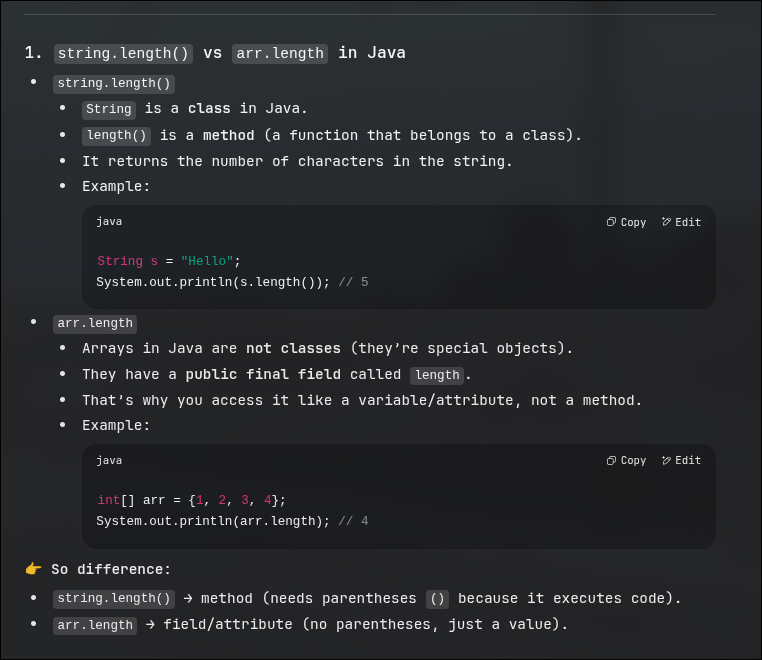 1. string.length() vs arr.length in Java
• string.length()
• String is a class in Java.
• length() is a method (a function that belongs to a class).
• It returns the number of characters in the string.
• Example:
java Copy Edit
String s = "Hello";
System.out.println(s.length()); // 5
• arr.length
• Arrays in Java are not classes (they’re special objects).
• They have a public final field called length.
• That’s why you access it like a variable/attribute, not a method.
• Example:
java Copy Edit
int[] arr = {1, 2, 3, 4};
System.out.println(arr.length); // 4
👉 So difference:
• string.length() → method (needs parentheses () because it executes code).
• arr.length → field/attribute (no parentheses, just a value).